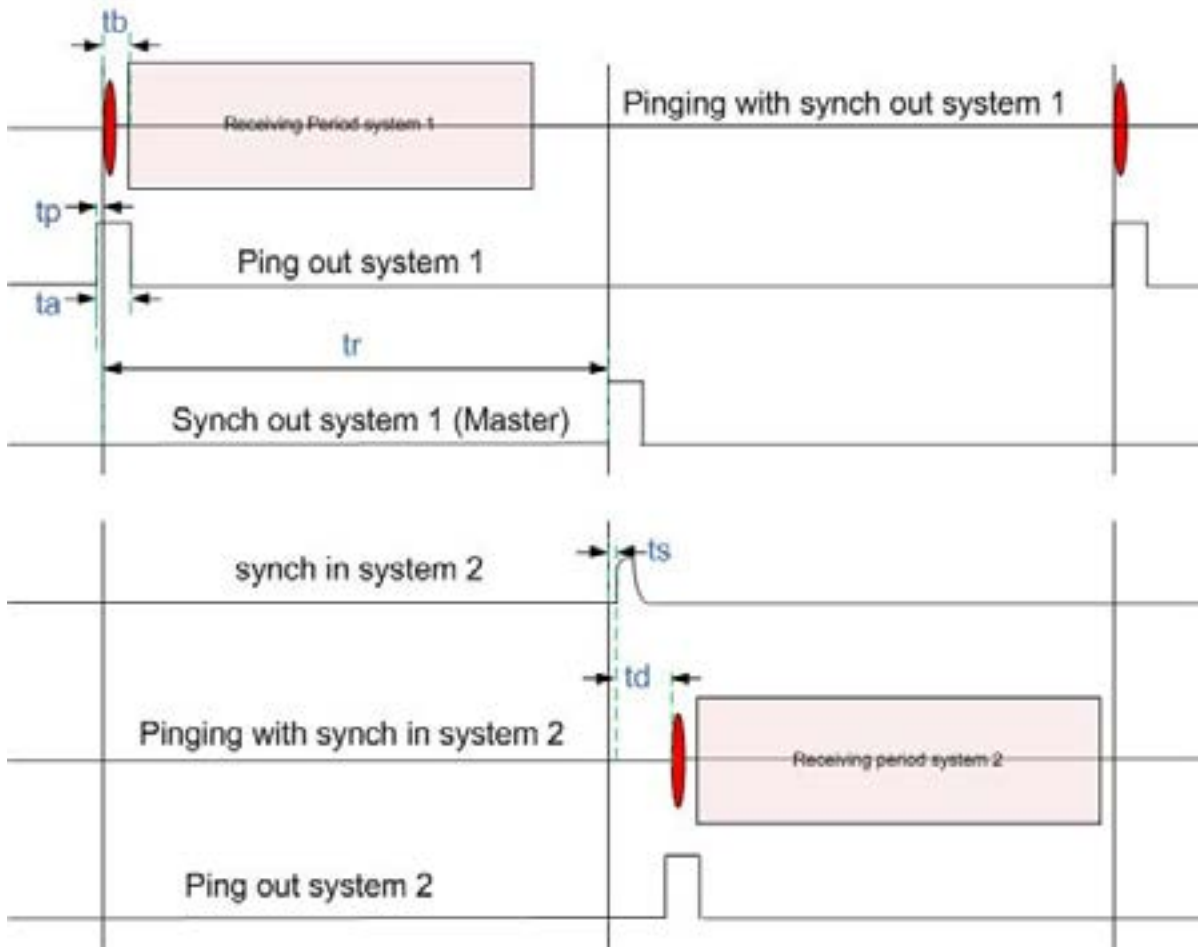 tb
Receiving Period system 1
Pinging with synch out system 1
tp
Ping out system 1
ta
tr
Synch out system 1 (Master)
synch in system 2
ts
td
Pinging with synch in system 2
Receiving period system 2
Ping out system 2